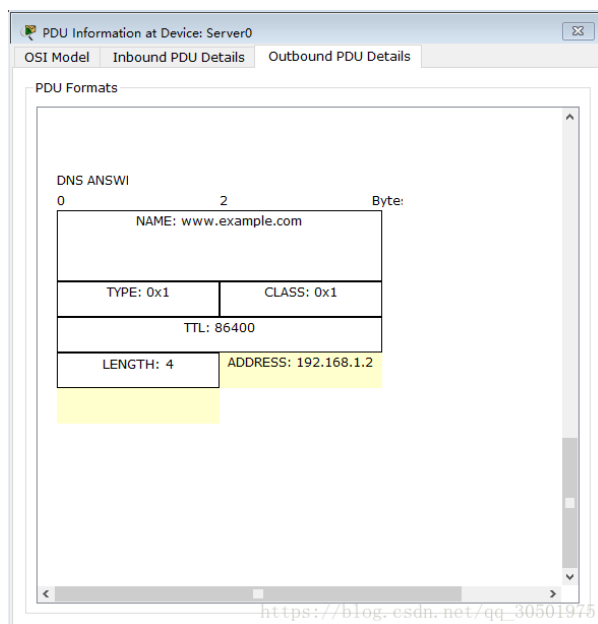 PDU Information at Device: Server0
OSI Model Inbound PDU Details Outbound PDU Details
PDU Formats
DNS ANSWI
0 2 Byte:
NAME: www.example.com
TYPE: 0x1 CLASS: 0x1
TTL: 86400
LENGTH: 4 ADDRESS: 192.168.1.2
https://blog.csdn.net/qq_30501975